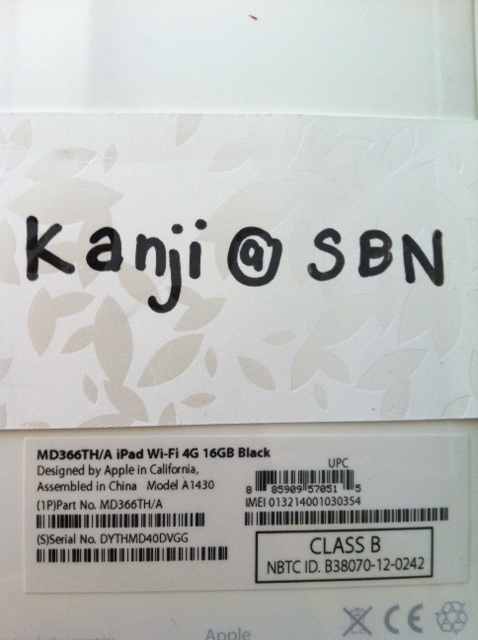 Kanji @ SBN
MD366TH/A iPad Wi-Fi 4G 16GB Black
Designed by Apple in California,
Assembled in China Model A1430
(1)Part No. MD366TH/A
(S)Serial No. DYTHMD40DVGG
UPC
8 85909 57051 5
IMEI 013214001030354
CLASS B
NBTC ID. B38070-12-0242
CE
Apple